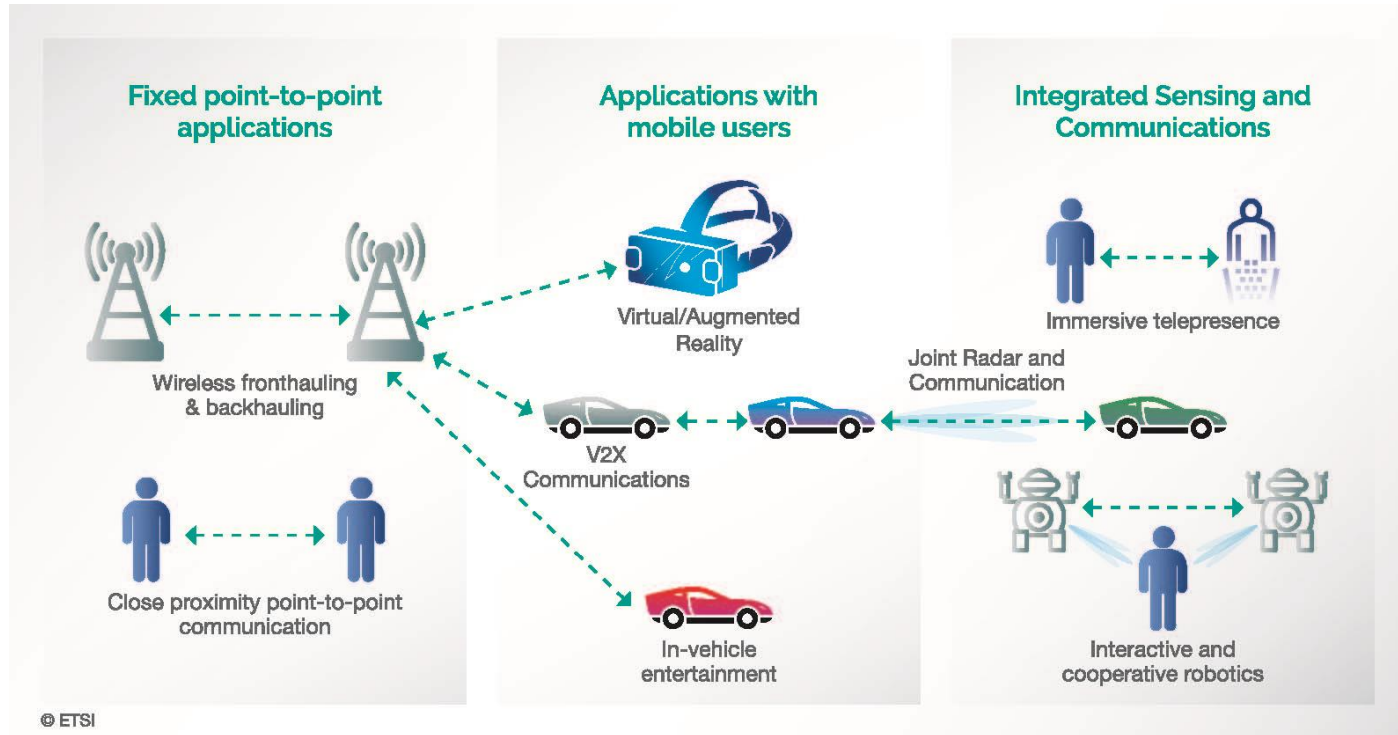 Fixed point-to-point
applications
Wireless fronthauling
& backhauling
Close proximity point-to-point
communication
Applications with
mobile users
Virtual/Augmented
Reality
V2X
Communications
In-vehicle
entertainment
Integrated Sensing and
Communications
Immersive telepresence
Joint Radar and
Communication
Interactive and
cooperative robotics
© ETSI